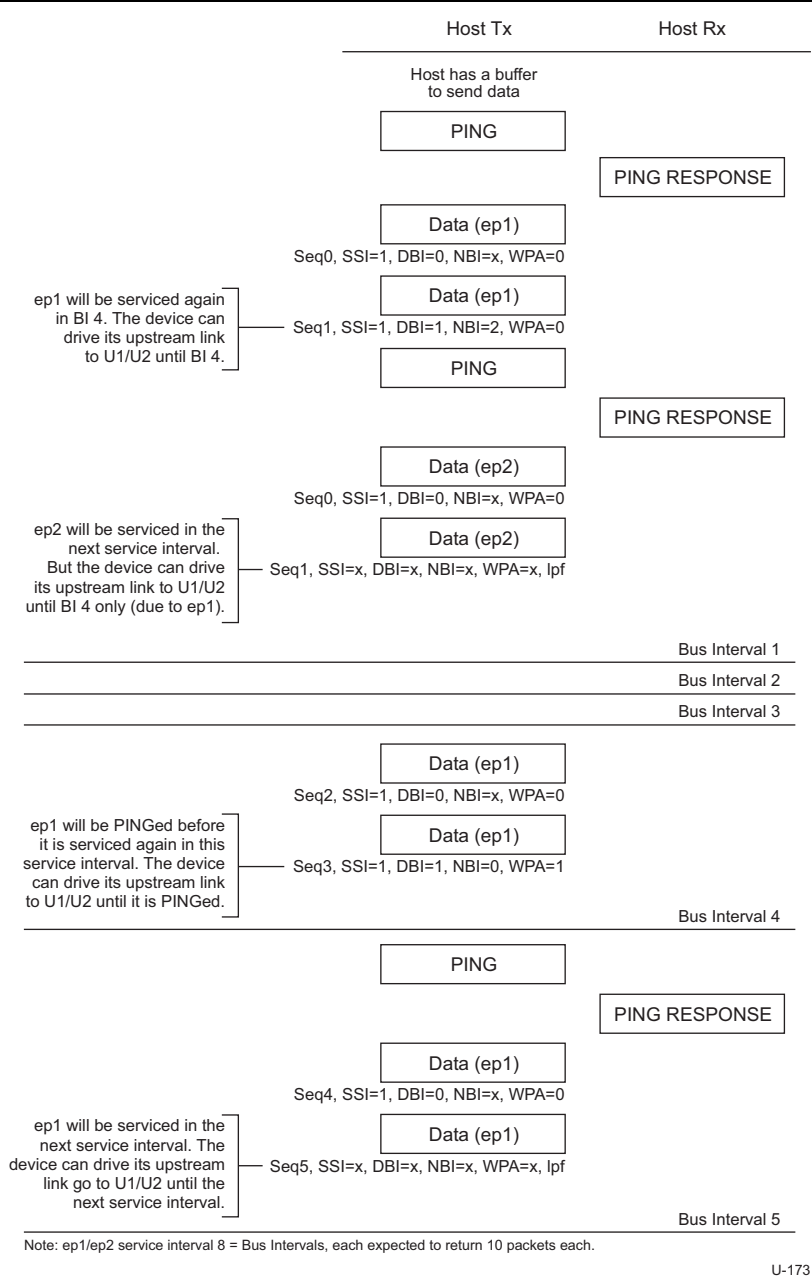 Host Tx
Host Rx
Host has a buffer
to send data
PING
PING RESPONSE
Data (ep1)
Seq0, SSI=1, DBI=0, NBI=x, WPA=0
Data (ep1)
ep1 will be serviced again
in BI 4. The device can
drive its upstream link
to U1/U2 until BI 4.
Seq1, SSI=1, DBI=1, NBI=2, WPA=0
PING
PING RESPONSE
Data (ep2)
Seq0, SSI=1, DBI=0, NBI=x, WPA=0
Data (ep2)
ep2 will be serviced in the
next service interval.
But the device can drive
its upstream link to U1/U2
until BI 4 only (due to ep1).
Seq1, SSI=x, DBI=x, NBI=x, WPA=x, lpf
Bus Interval 1
Bus Interval 2
Bus Interval 3
Data (ep1)
Seq2, SSI=1, DBI=0, NBI=x, WPA=0
Data (ep1)
ep1 will be PINGed before
it is serviced again in this
service interval. The device
can drive its upstream link
to U1/U2 until it is PINGed.
Seq3, SSI=1, DBI=1, NBI=0, WPA=1
Bus Interval 4
PING
PING RESPONSE
Data (ep1)
Seq4, SSI=1, DBI=0, NBI=x, WPA=0
Data (ep1)
ep1 will be serviced in the
next service interval. The
device can drive its upstream
link go to U1/U2 until the
next service interval.
Seq5, SSI=x, DBI=x, NBI=x, WPA=x, lpf
Bus Interval 5
Note: ep1/ep2 service interval 8 = Bus Intervals, each expected to return 10 packets each.
U-173